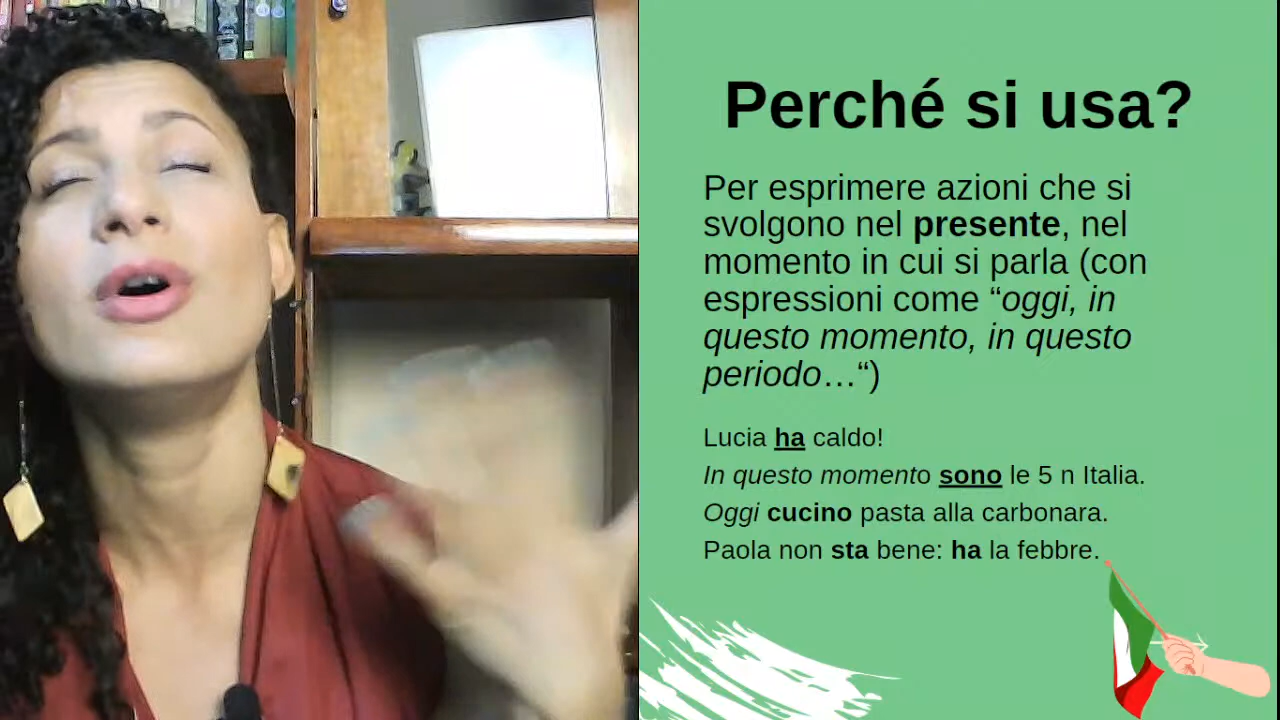 Perché si usa?
Per esprimere azioni che si
svolgono nel presente, nel
momento in cui si parla (con
espressioni come “oggi, in
questo momento, in questo
periodo…“)
Lucia ha caldo!
In questo momento sono le 5 n Italia.
Oggi cucino pasta alla carbonara.
Paola non sta bene: ha la febbre.